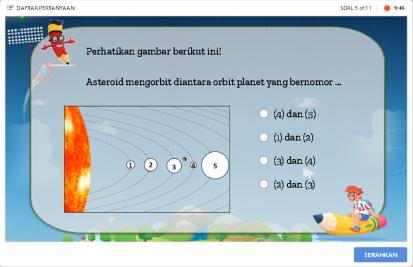 DAFTAR PERTANYAAN
SOAL 5 of 11
9:46
Perhatikan gambar berikut ini!
Asteroid mengorbit diantara orbit planet yang bernomor ...
1
2
3
4
5
(4) dan (5)
(1) dan (2)
(3) dan (4)
(2) dan (3)
SERAHKAN